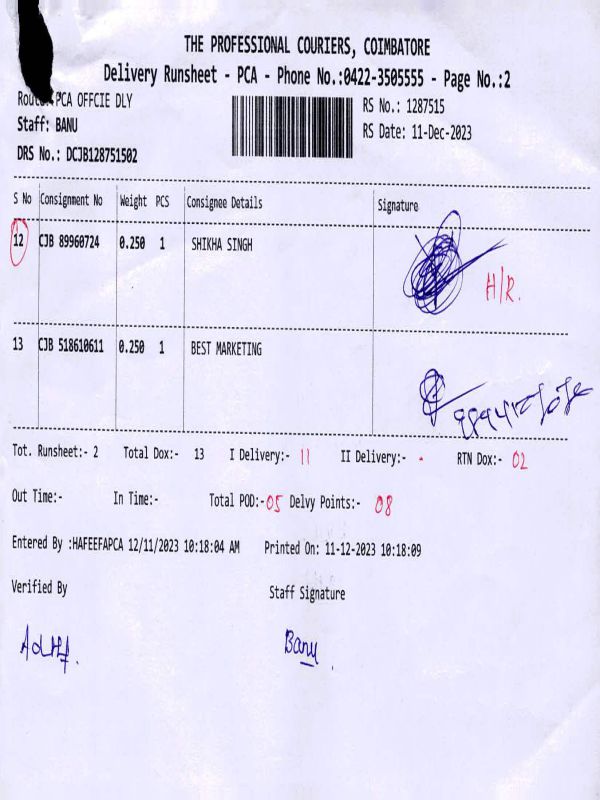 THE PROFESSIONAL COURIERS, COIMBATORE
Delivery Runsheet - PCA - Phone No.:0422-3505555 - Page No.:2
PCA OFFCIE DLY
RS No.: 1287515
Staff: BANU
RS Date: 11-Dec-2023
DRS No.: DCJB128751502
S No Consignment No Weight PCS Consignee Details Signature
12 CJB 89960724 0.250 1 SHIKHA SINGH
H/R.
13 CJB 518610611 0.250 1 BEST MARKETING
Tot. Runsheet:- 2 Total Dox:- 13 I Delivery:- 11 II Delivery:- - RTN Dox:- 02
Out Time:- In Time:- Total POD:- 05 Delvy Points:- 08
Entered By :HAFEEFAPCA 12/11/2023 10:18:04 AM Printed On: 11-12-2023 10:18:09
Verified By Staff Signature
Banu